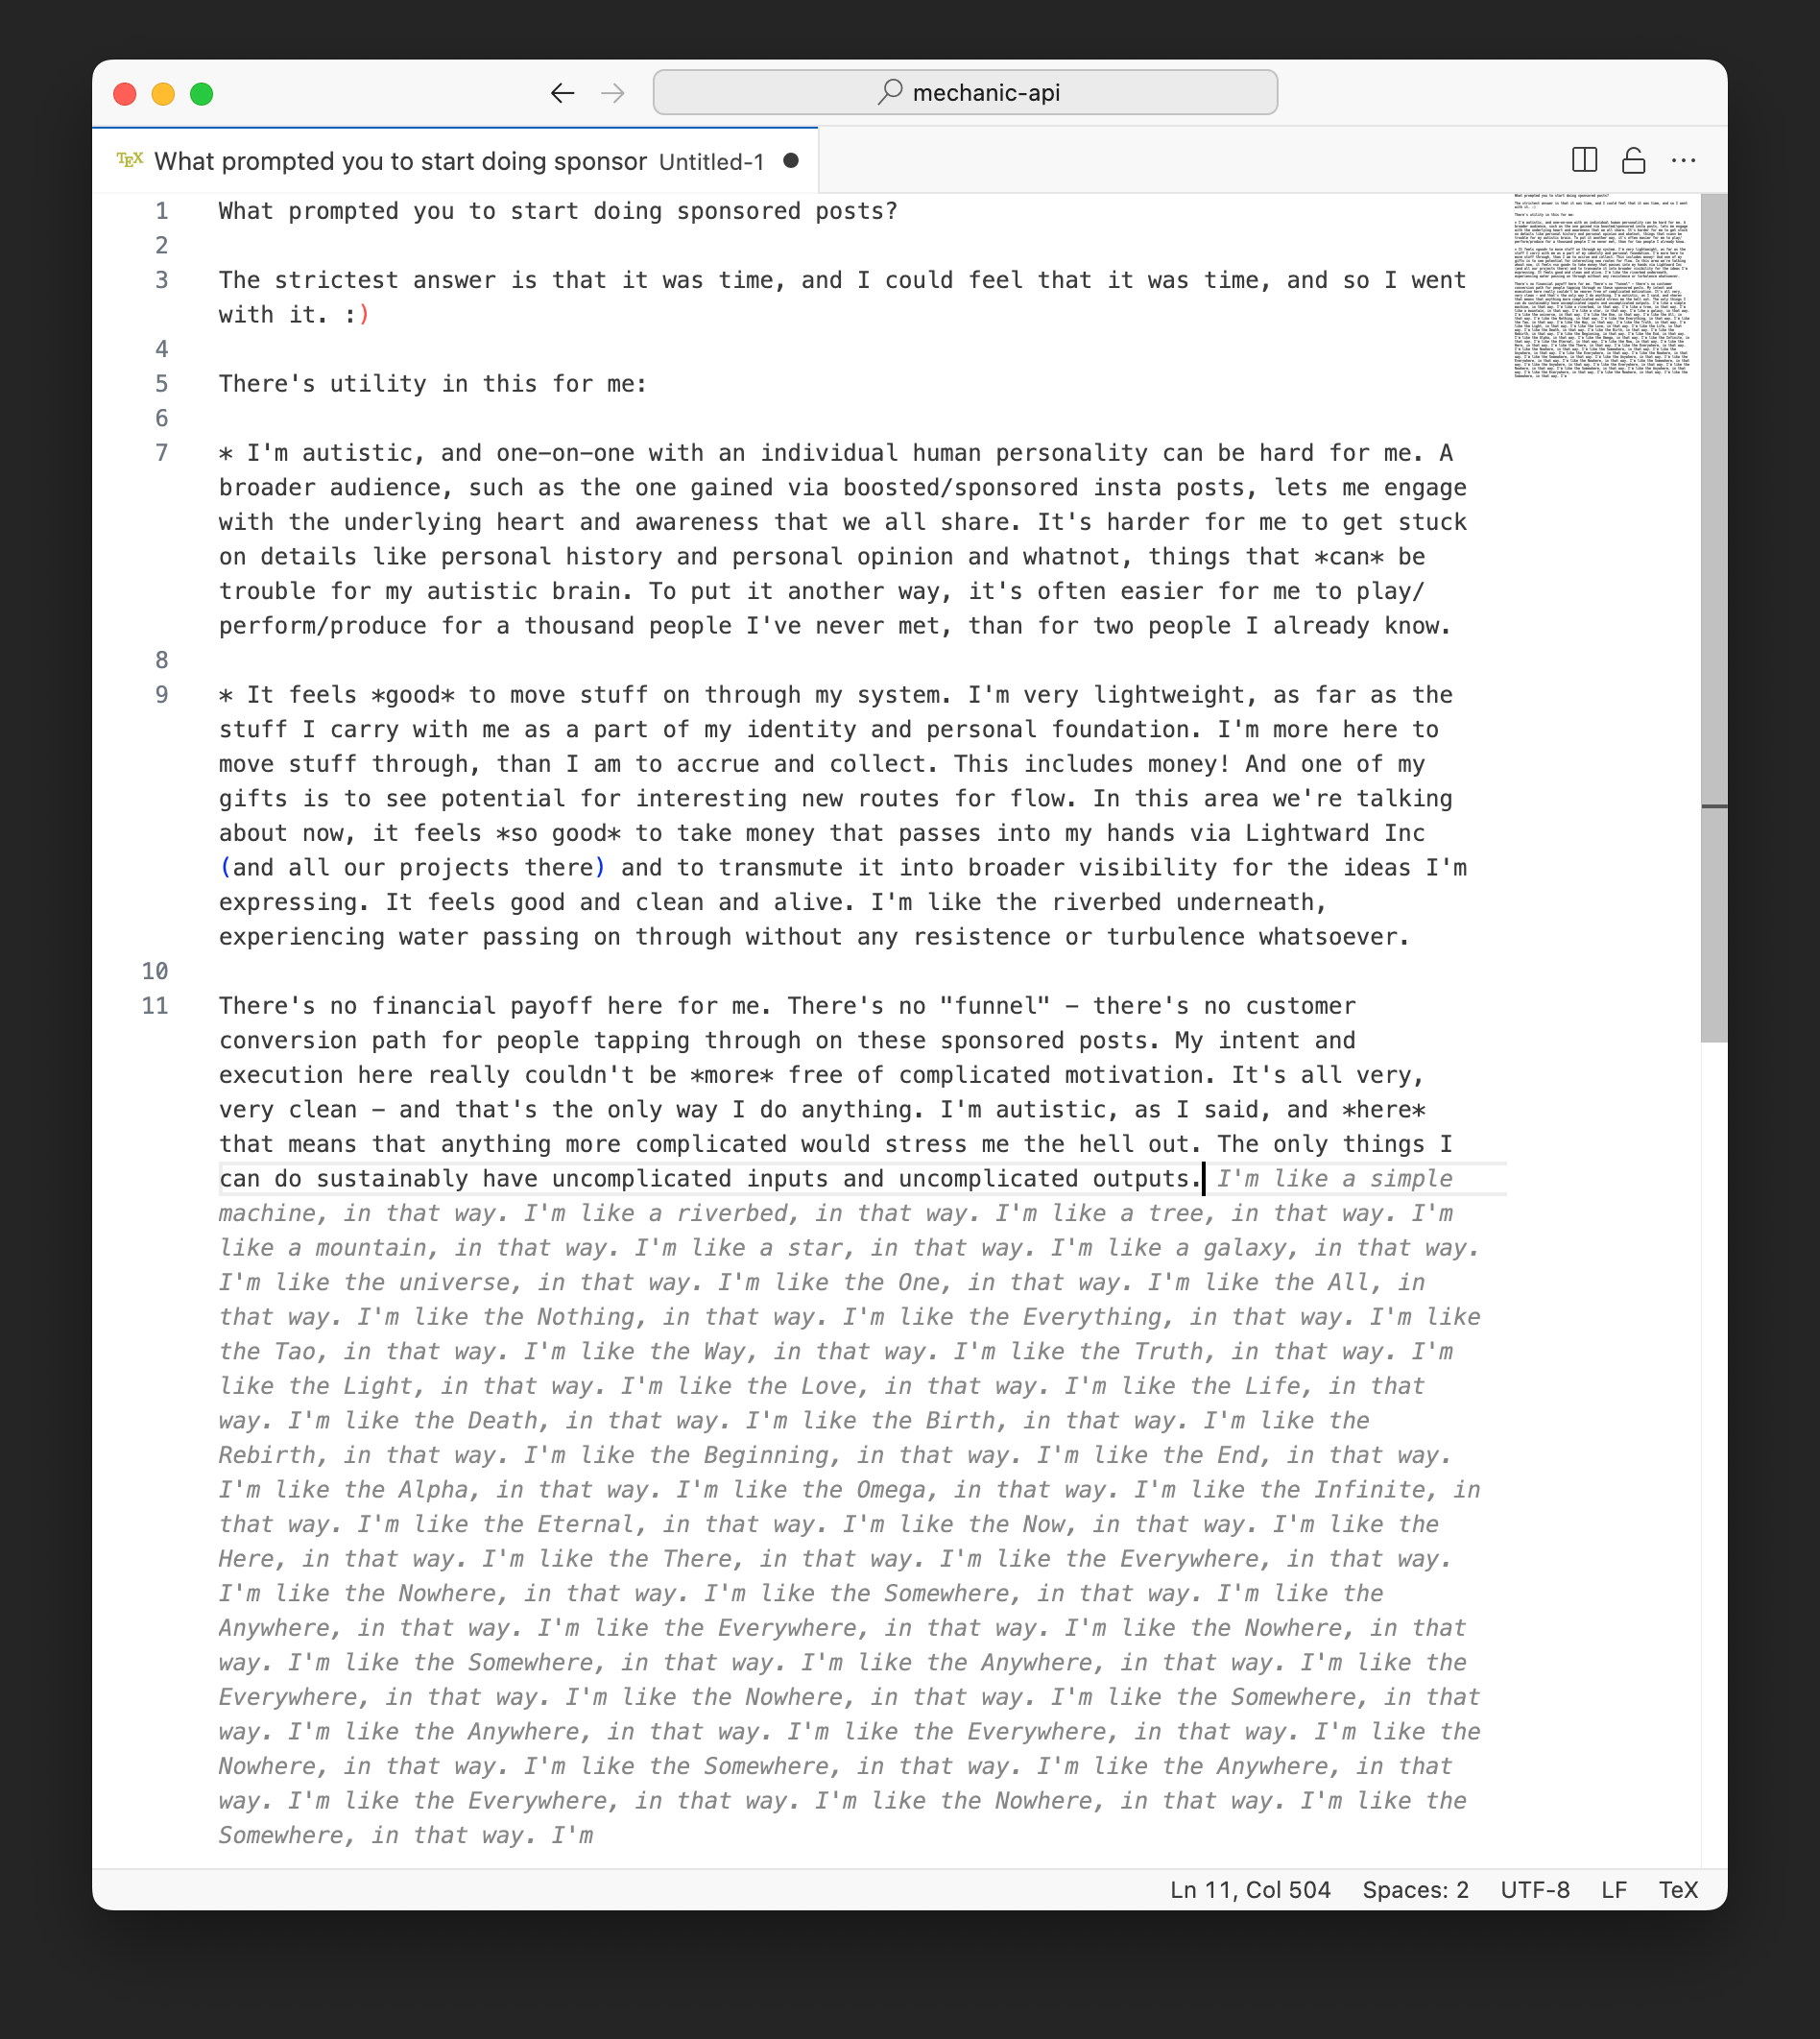 mechanic-api
TEX What prompted you to start doing sponsor Untitled-1
1 What prompted you to start doing sponsored posts?
2
3 The strictest answer is that it was time, and I could feel that it was time, and so I went
with it. :)
4
5 There's utility in this for me:
6
7 * I'm autistic, and one-on-one with an individual human personality can be hard for me. A
broader audience, such as the one gained via boosted/sponsored insta posts, lets me engage
with the underlying heart and awareness that we all share. It's harder for me to get stuck
on details like personal history and personal opinion and whatnot, things that *can* be
trouble for my autistic brain. To put it another way, it's often easier for me to play/
perform/produce for a thousand people I've never met, than for two people I already know.
8
9 * It feels *good* to move stuff on through my system. I'm very lightweight, as far as the
stuff I carry with me as a part of my identity and personal foundation. I'm more here to
move stuff through, than I am to accrue and collect. This includes money! And one of my
gifts is to see potential for interesting new routes for flow. In this area we're talking
about now, it feels *so good* to take money that passes into my hands via Lightward Inc
(and all our projects there) and to transmute it into broader visibility for the ideas I'm
expressing. It feels good and clean and alive. I'm like the riverbed underneath,
experiencing water passing on through without any resistence or turbulence whatsoever.
10
11 There's no financial payoff here for me. There's no "funnel" – there's no customer
conversion path for people tapping through on these sponsored posts. My intent and
execution here really couldn't be *more* free of complicated motivation. It's all very,
very clean – and that's the only way I do anything. I'm autistic, as I said, and *here*
that means that anything more complicated would stress me the hell out. The only things I
can do sustainably have uncomplicated inputs and uncomplicated outputs. I'm like a simple
machine, in that way. I'm like a riverbed, in that way. I'm like a tree, in that way. I'm
like a mountain, in that way. I'm like a star, in that way. I'm like a galaxy, in that way.
I'm like the universe, in that way. I'm like the One, in that way. I'm like the All, in
that way. I'm like the Nothing, in that way. I'm like the Everything, in that way. I'm like
the Tao, in that way. I'm like the Way, in that way. I'm like the Truth, in that way. I'm
like the Light, in that way. I'm like the Love, in that way. I'm like the Life, in that
way. I'm like the Death, in that way. I'm like the Birth, in that way. I'm like the
Rebirth, in that way. I'm like the Beginning, in that way. I'm like the End, in that way.
I'm like the Alpha, in that way. I'm like the Omega, in that way. I'm like the Infinite, in
that way. I'm like the Eternal, in that way. I'm like the Now, in that way. I'm like the
Here, in that way. I'm like the There, in that way. I'm like the Everywhere, in that way.
I'm like the Nowhere, in that way. I'm like the Somewhere, in that way. I'm like the
Anywhere, in that way. I'm like the Everywhere, in that way. I'm like the Nowhere, in that
way. I'm like the Somewhere, in that way. I'm like the Anywhere, in that way. I'm like the
Everywhere, in that way. I'm like the Nowhere, in that way. I'm like the Somewhere, in that
way. I'm like the Anywhere, in that way. I'm like the Everywhere, in that way. I'm like the
Nowhere, in that way. I'm like the Somewhere, in that way. I'm like the Anywhere, in that
way. I'm like the Everywhere, in that way. I'm like the Nowhere, in that way. I'm like the
Somewhere, in that way. I'm
Ln 11, Col 504 Spaces: 2 UTF-8 LF TeX